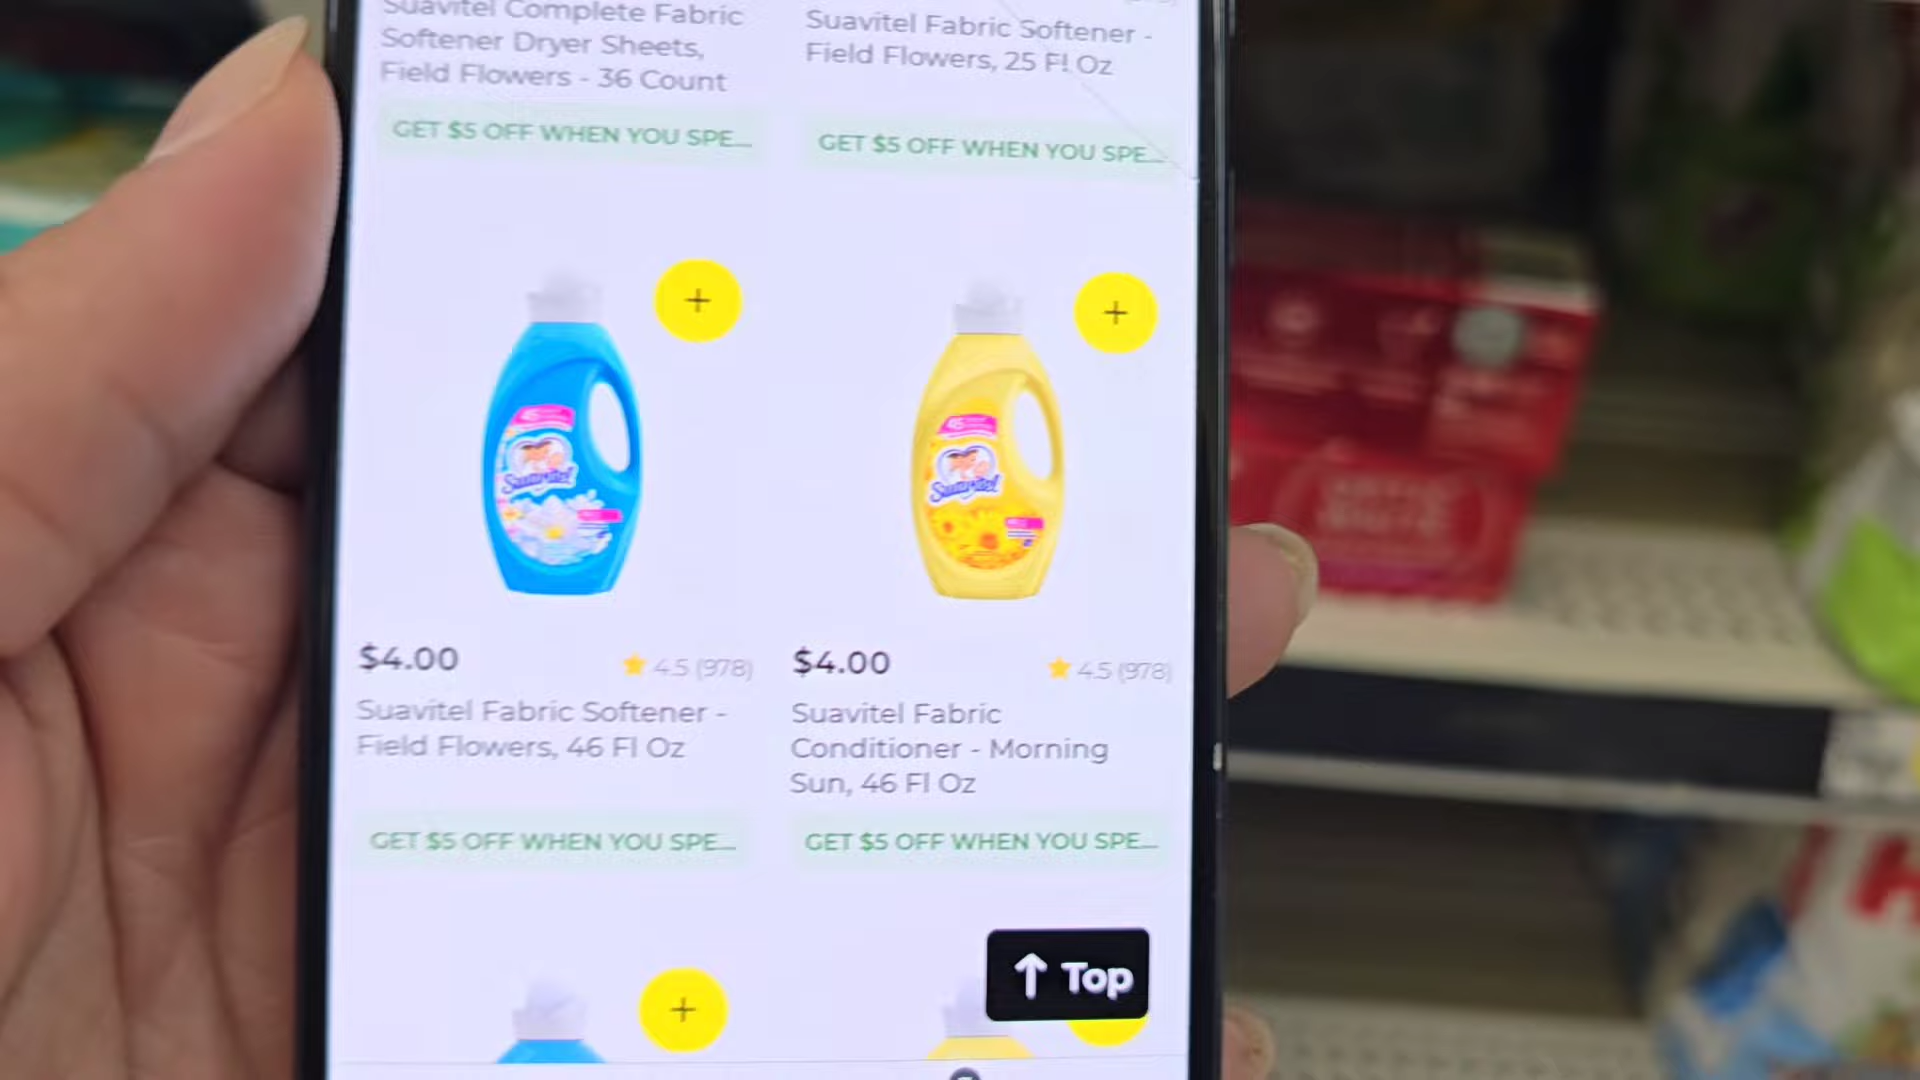 Suavitel Complete Fabric
Softener Dryer Sheets,
Field Flowers - 36 Count
GET $5 OFF WHEN YOU SPE...
Suavitel Fabric Softener -
Field Flowers, 25 Fl Oz
GET $5 OFF WHEN YOU SPE...
+
Suavitel
$4.00
4.5 (978)
Suavitel Fabric Softener -
Field Flowers, 46 Fl Oz
GET $5 OFF WHEN YOU SPE...
+
Suavitel
$4.00
4.5 (978)
Suavitel Fabric
Conditioner - Morning
Sun, 46 Fl Oz
GET $5 OFF WHEN YOU SPE...
+
↑ Top